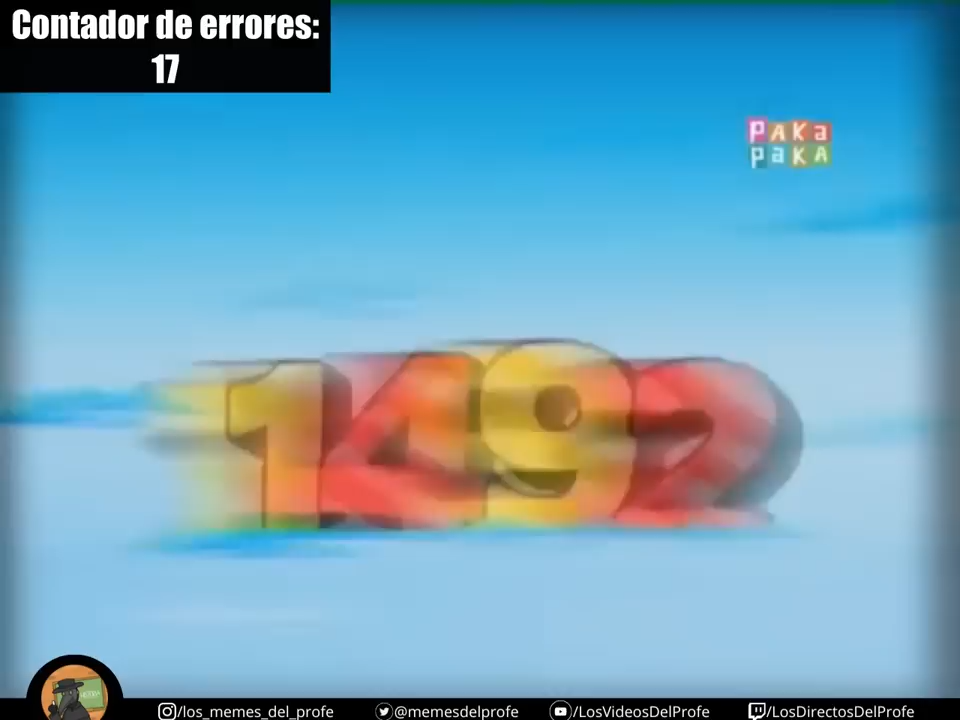 Contador de errores:
17
PAKa
paKA
1492
/los_memes_del_profe
@memesdelprofe
/LosVideosDelProfe
/LosDirectosDelProfe